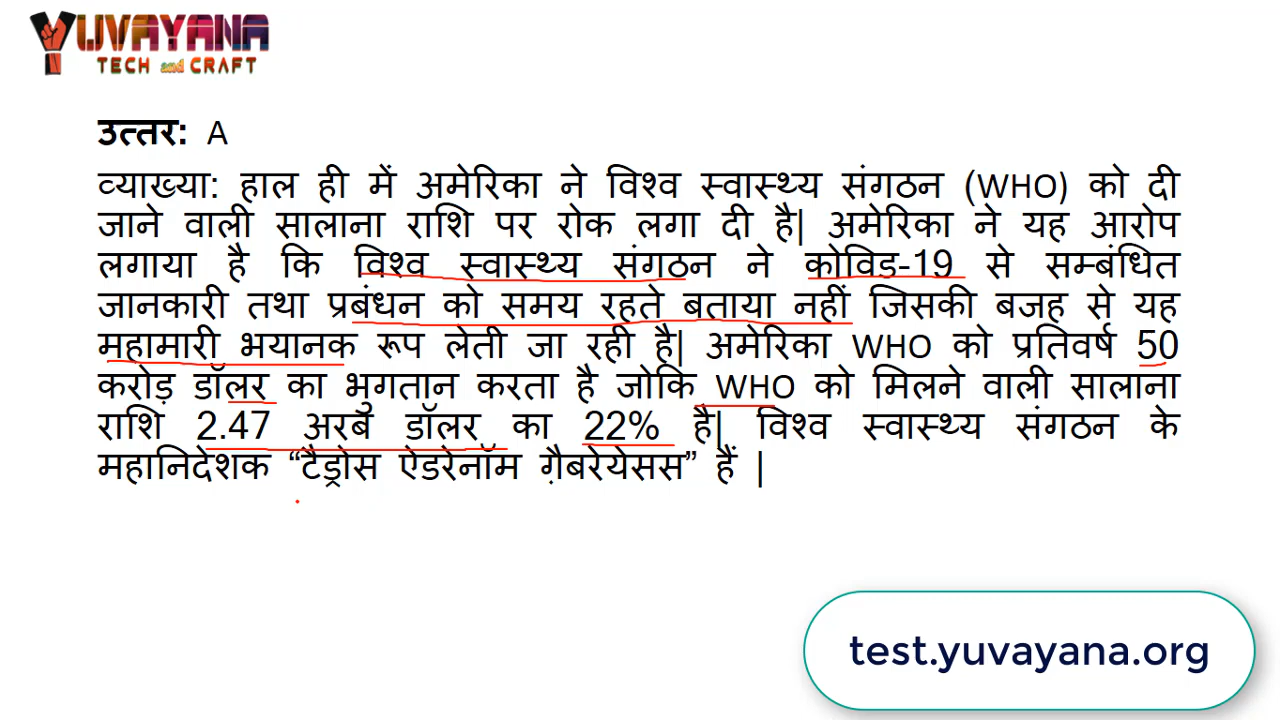 YUVAYANA
TECH and CRAFT
उत्तर: A
व्याख्या: हाल ही में अमेरिका ने विश्व स्वास्थ्य संगठन (WHO) को दी
जाने वाली सालाना राशि पर रोक लगा दी है| अमेरिका ने यह आरोप
लगाया है कि विश्व स्वास्थ्य संगठन ने कोविड-19 से सम्बंधित
जानकारी तथा प्रबंधन को समय रहते बताया नहीं जिसकी बजह से यह
महामारी भयानक रूप लेती जा रही है| अमेरिका WHO को प्रतिवर्ष 50
करोड़ डॉलर का भुगतान करता है जोकि WHO को मिलने वाली सालाना
राशि 2.47 अरब डॉलर का 22% है| विश्व स्वास्थ्य संगठन के
महानिदेशक “टैड्रोस ऐडरेनॉम ग़ैबरेयेसस” हैं |
test.yuvayana.org